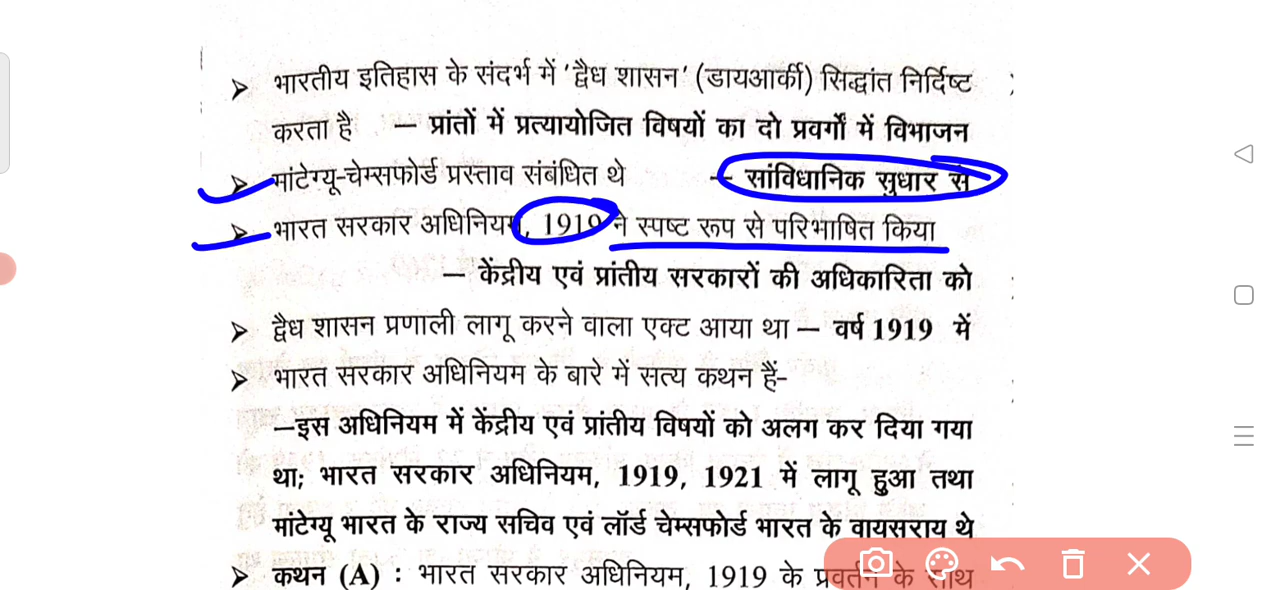 ➢ भारतीय इतिहास के संदर्भ में 'द्वैध शासन' (डायआर्की) सिद्धांत निर्दिष्ट
करता है – प्रांतों में प्रत्यायोजित विषयों का दो प्रवर्गों में विभाजन
➢ मांटेग्यू-चेम्सफोर्ड प्रस्ताव संबंधित थे – सांविधानिक सुधार से
➢ भारत सरकार अधिनियम, 1919 ने स्पष्ट रूप से परिभाषित किया
– केंद्रीय एवं प्रांतीय सरकारों की अधिकारिता को
➢ द्वैध शासन प्रणाली लागू करने वाला एक्ट आया था – वर्ष 1919 में
➢ भारत सरकार अधिनियम के बारे में सत्य कथन हैं-
–इस अधिनियम में केंद्रीय एवं प्रांतीय विषयों को अलग कर दिया गया
था; भारत सरकार अधिनियम, 1919, 1921 में लागू हुआ तथा
मांटेग्यू भारत के राज्य सचिव एवं लॉर्ड चेम्सफोर्ड भारत के वायसराय थे
➢ कथन (A) : भारत सरकार अधिनियम, 1919 के प्रवर्तन के साथ